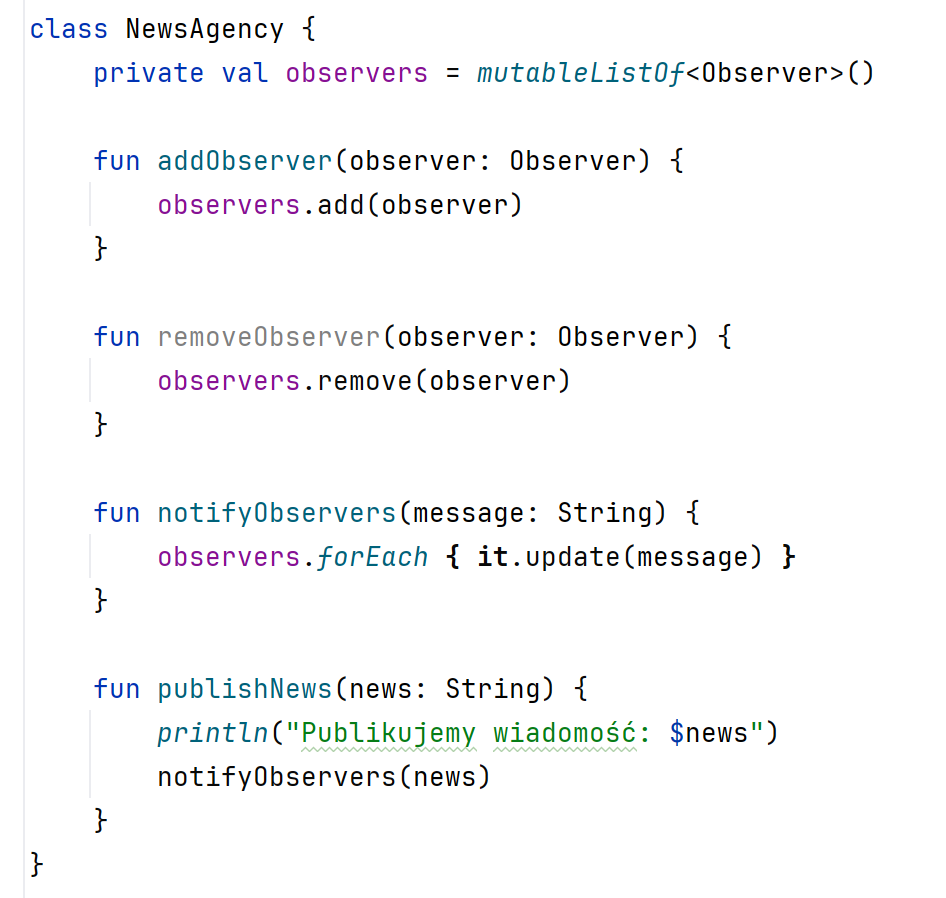 class NewsAgency {
    private val observers = mutableListOf<Observer>()

    fun addObserver(observer: Observer) {
        observers.add(observer)
    }

    fun removeObserver(observer: Observer) {
        observers.remove(observer)
    }

    fun notifyObservers(message: String) {
        observers.forEach { it.update(message) }
    }

    fun publishNews(news: String) {
        println("Publikujemy wiadomość: $news")
        notifyObservers(news)
    }
}